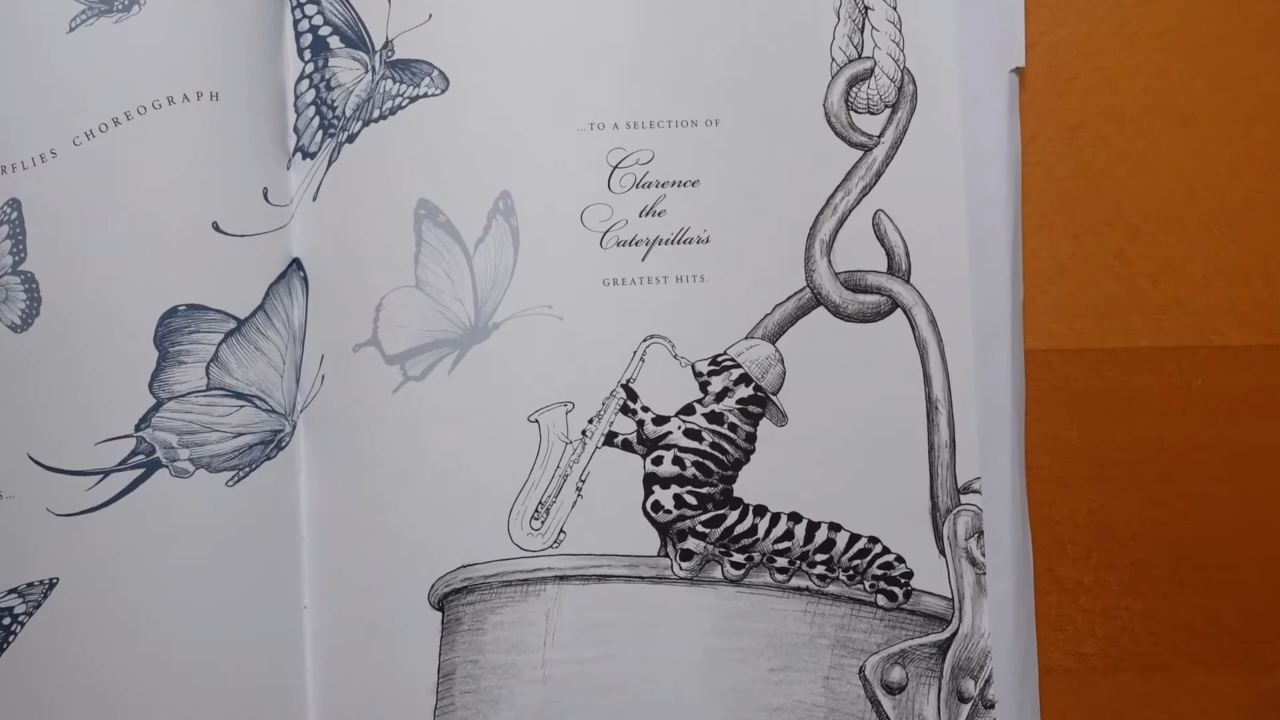 RFLIES CHOREOGRAPH
...TO A SELECTION OF
Clarence
the
Caterpillar's
GREATEST HITS.
S...